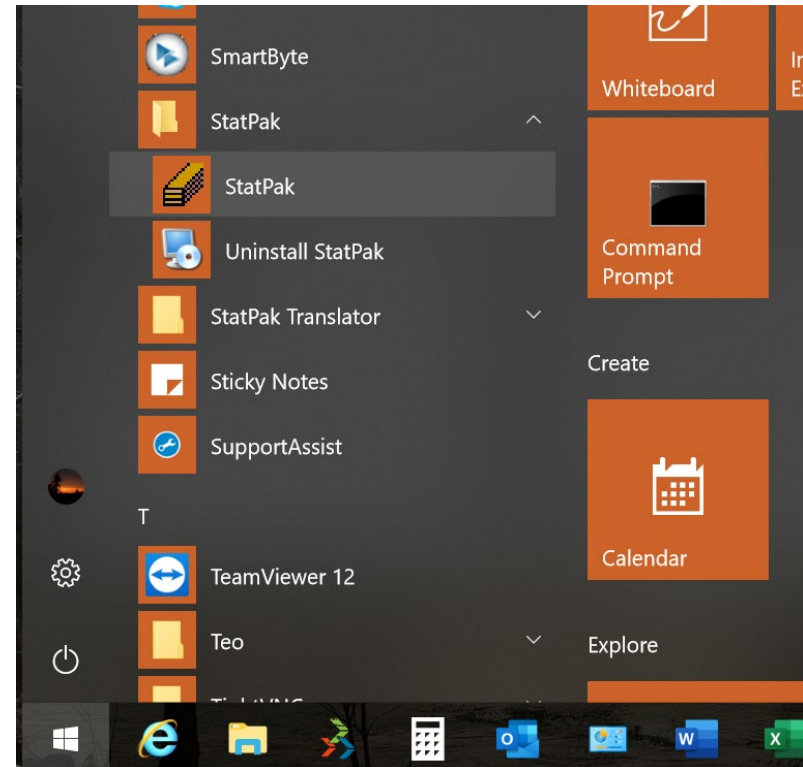 SmartByte
StatPak
StatPak
Uninstall StatPak
StatPak Translator
Sticky Notes
SupportAssist
T
TeamViewer 12
Teo
Whiteboard
Command
Prompt
Create
Calendar
Explore